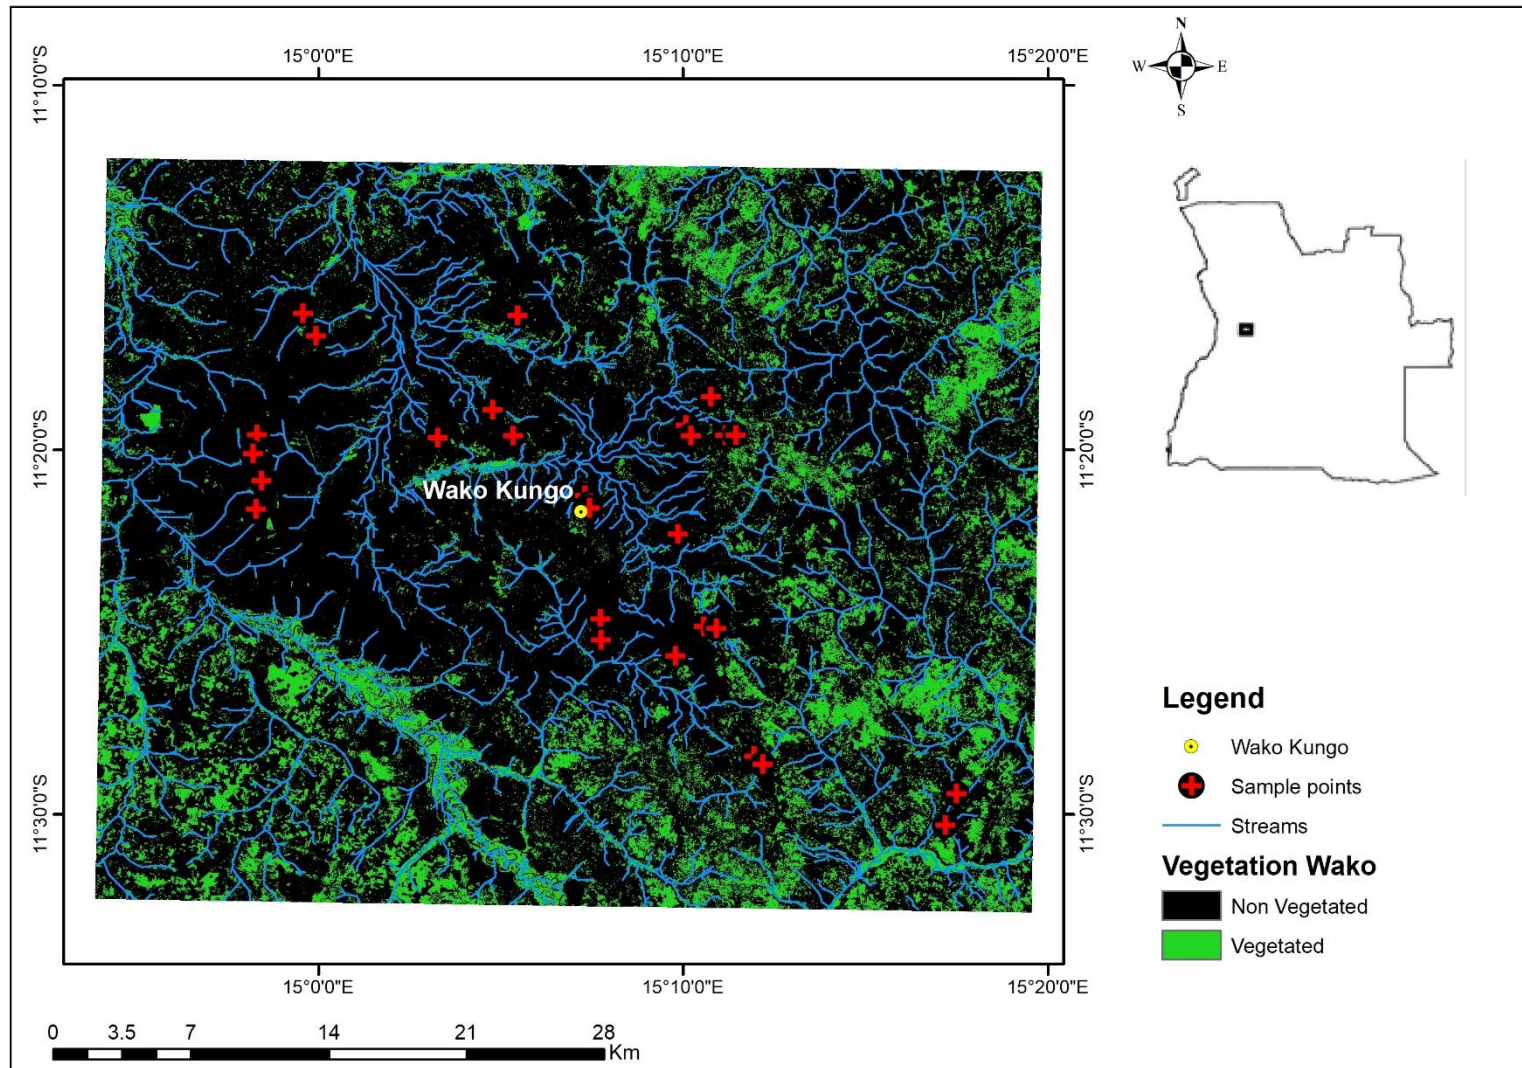 15°0'0"E 15°10'0"E 15°20'0"E
11°10'0"S
11°20'0"S 11°20'0"S
11°30'0"S 11°30'0"S
Wako Kungo
15°0'0"E 15°10'0"E 15°20'0"E
0 3.5 7 14 21 28
Km
N
W E
S
Legend
Wako Kungo
Sample points
Streams
Vegetation Wako
Non Vegetated
Vegetated